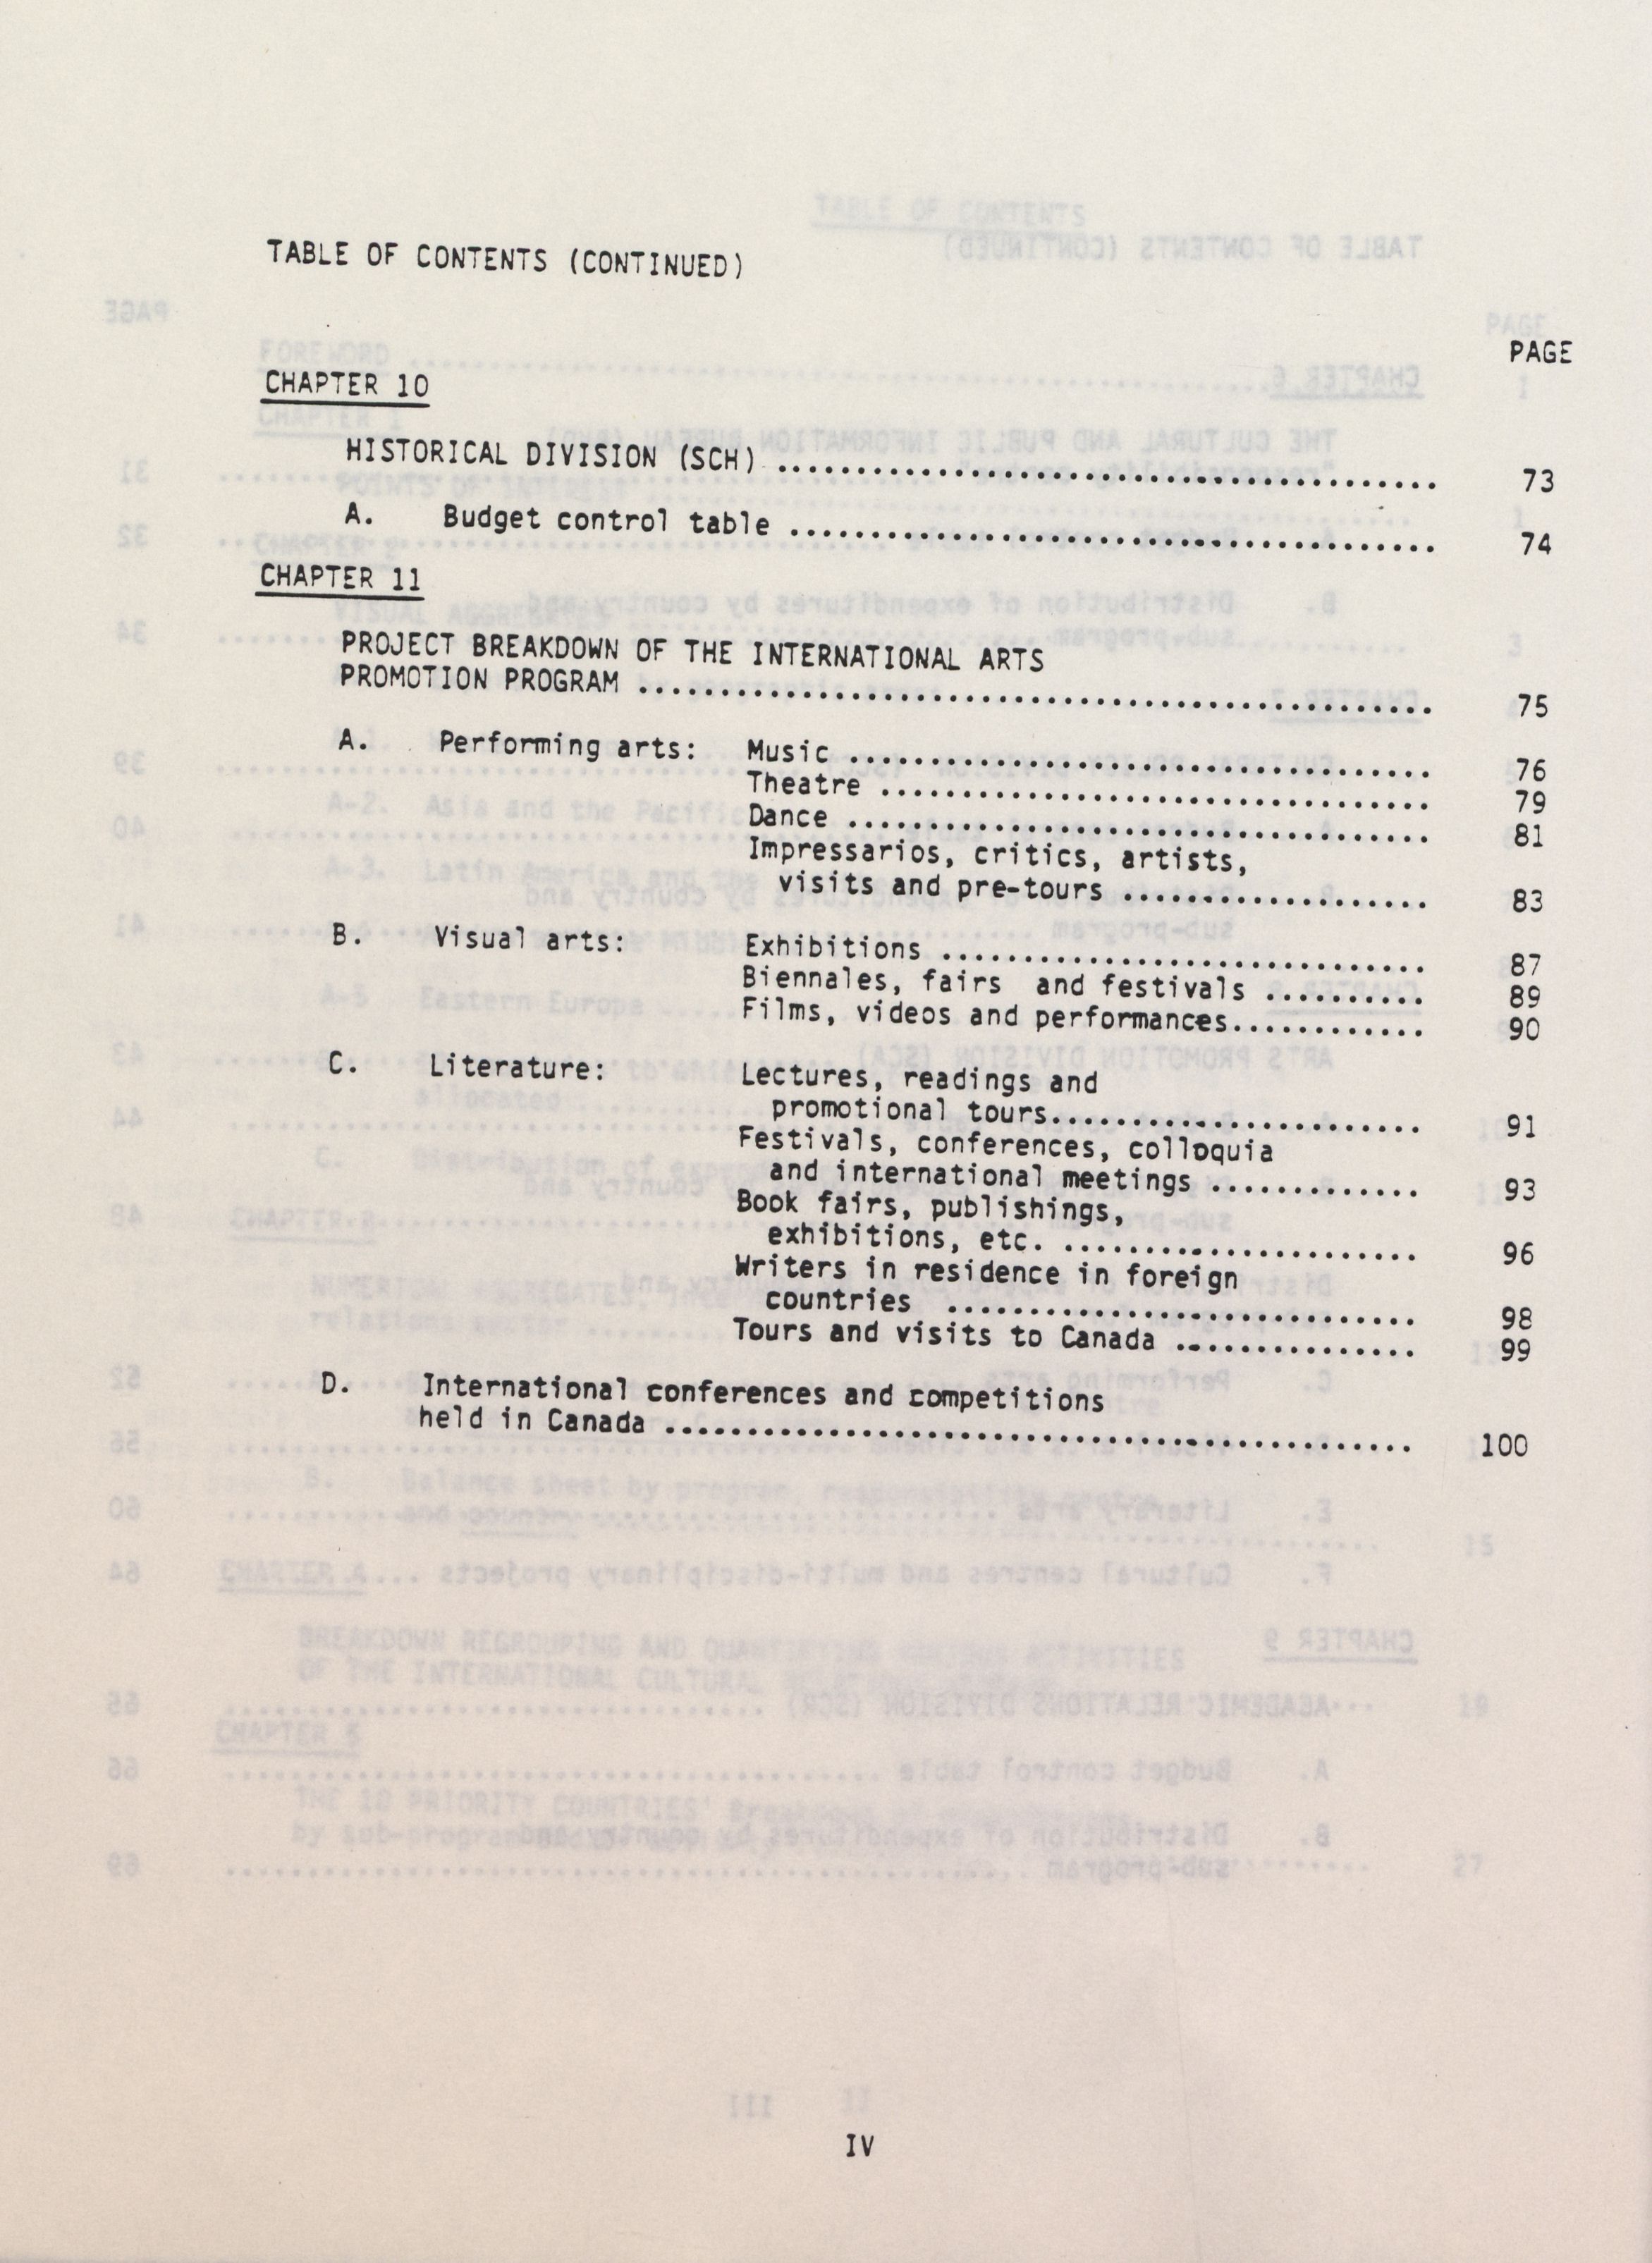 TABLE OF CONTENTS (CONTINUED)
PAGE
CHAPTER 10
HISTORICAL DIVISION (SCH) ......................................... 73
A. Budget control table ........................................ 74
CHAPTER 11
PROJECT BREAKDOWN OF THE INTERNATIONAL ARTS
PROMOTION PROGRAM ................................................. 75
A. Performing arts: Music .................................... 76
Theatre .................................. 79
Dance .................................... 81
Impressarios, critics, artists,
visits and pre-tours ................... 83
B. Visual arts: Exhibitions .............................. 87
Biennales, fairs and festivals .......... 89
Films, videos and performances............ 90
C. Literature: Lectures, readings and
promotional tours....................... 91
Festivals, conferences, colloquia
and international meetings ............. 93
Book fairs, publishings,
exhibitions, etc. ...................... 96
Writers in residence in foreign
countries ............................. 98
Tours and visits to Canada ............... 99
D. International conferences and competitions
held in Canada .............................................. 100
IV